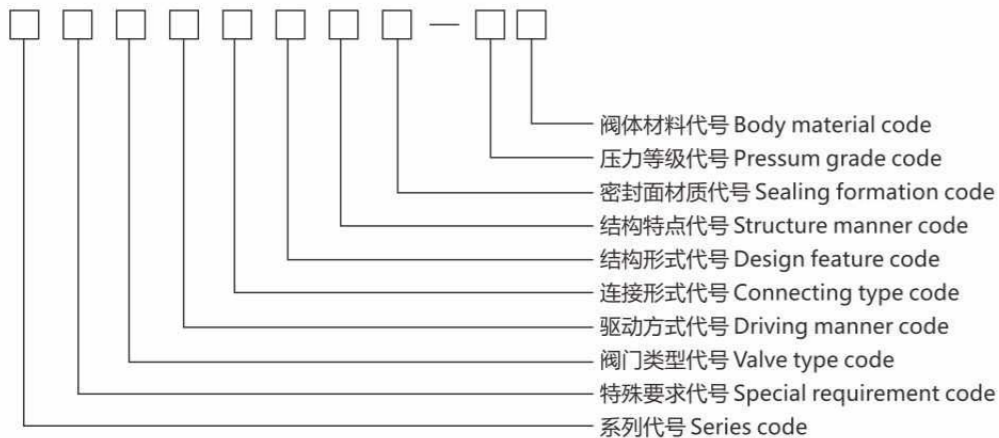 阀体材料代号 Body material code
压力等级代号 Pressum grade code
密封面材质代号 Sealing formation code
结构特点代号 Structure manner code
结构形式代号 Design feature code
连接形式代号 Connecting type code
驱动方式代号 Driving manner code
阀门类型代号 Valve type code
特殊要求代号 Special requirement code
系列代号 Series code